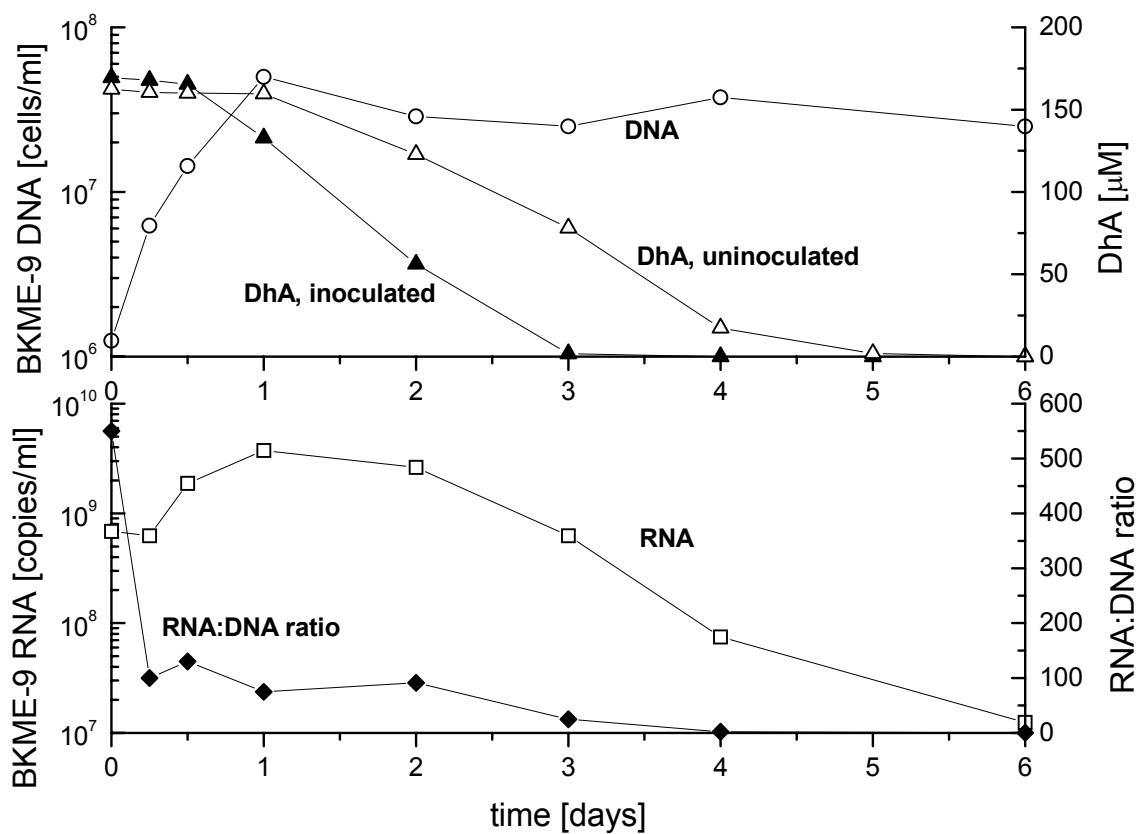 10^8
10^7
10^6
BKME-9 DNA [cells/ml]
200
150
100
50
0
DhA [µM]
DNA
DhA, uninoculated
DhA, inoculated
0 1 2 3 4 5 6
10^10
10^9
10^8
10^7
BKME-9 RNA [copies/ml]
600
500
400
300
200
100
0
RNA:DNA ratio
RNA
RNA:DNA ratio
0 1 2 3 4 5 6
time [days]